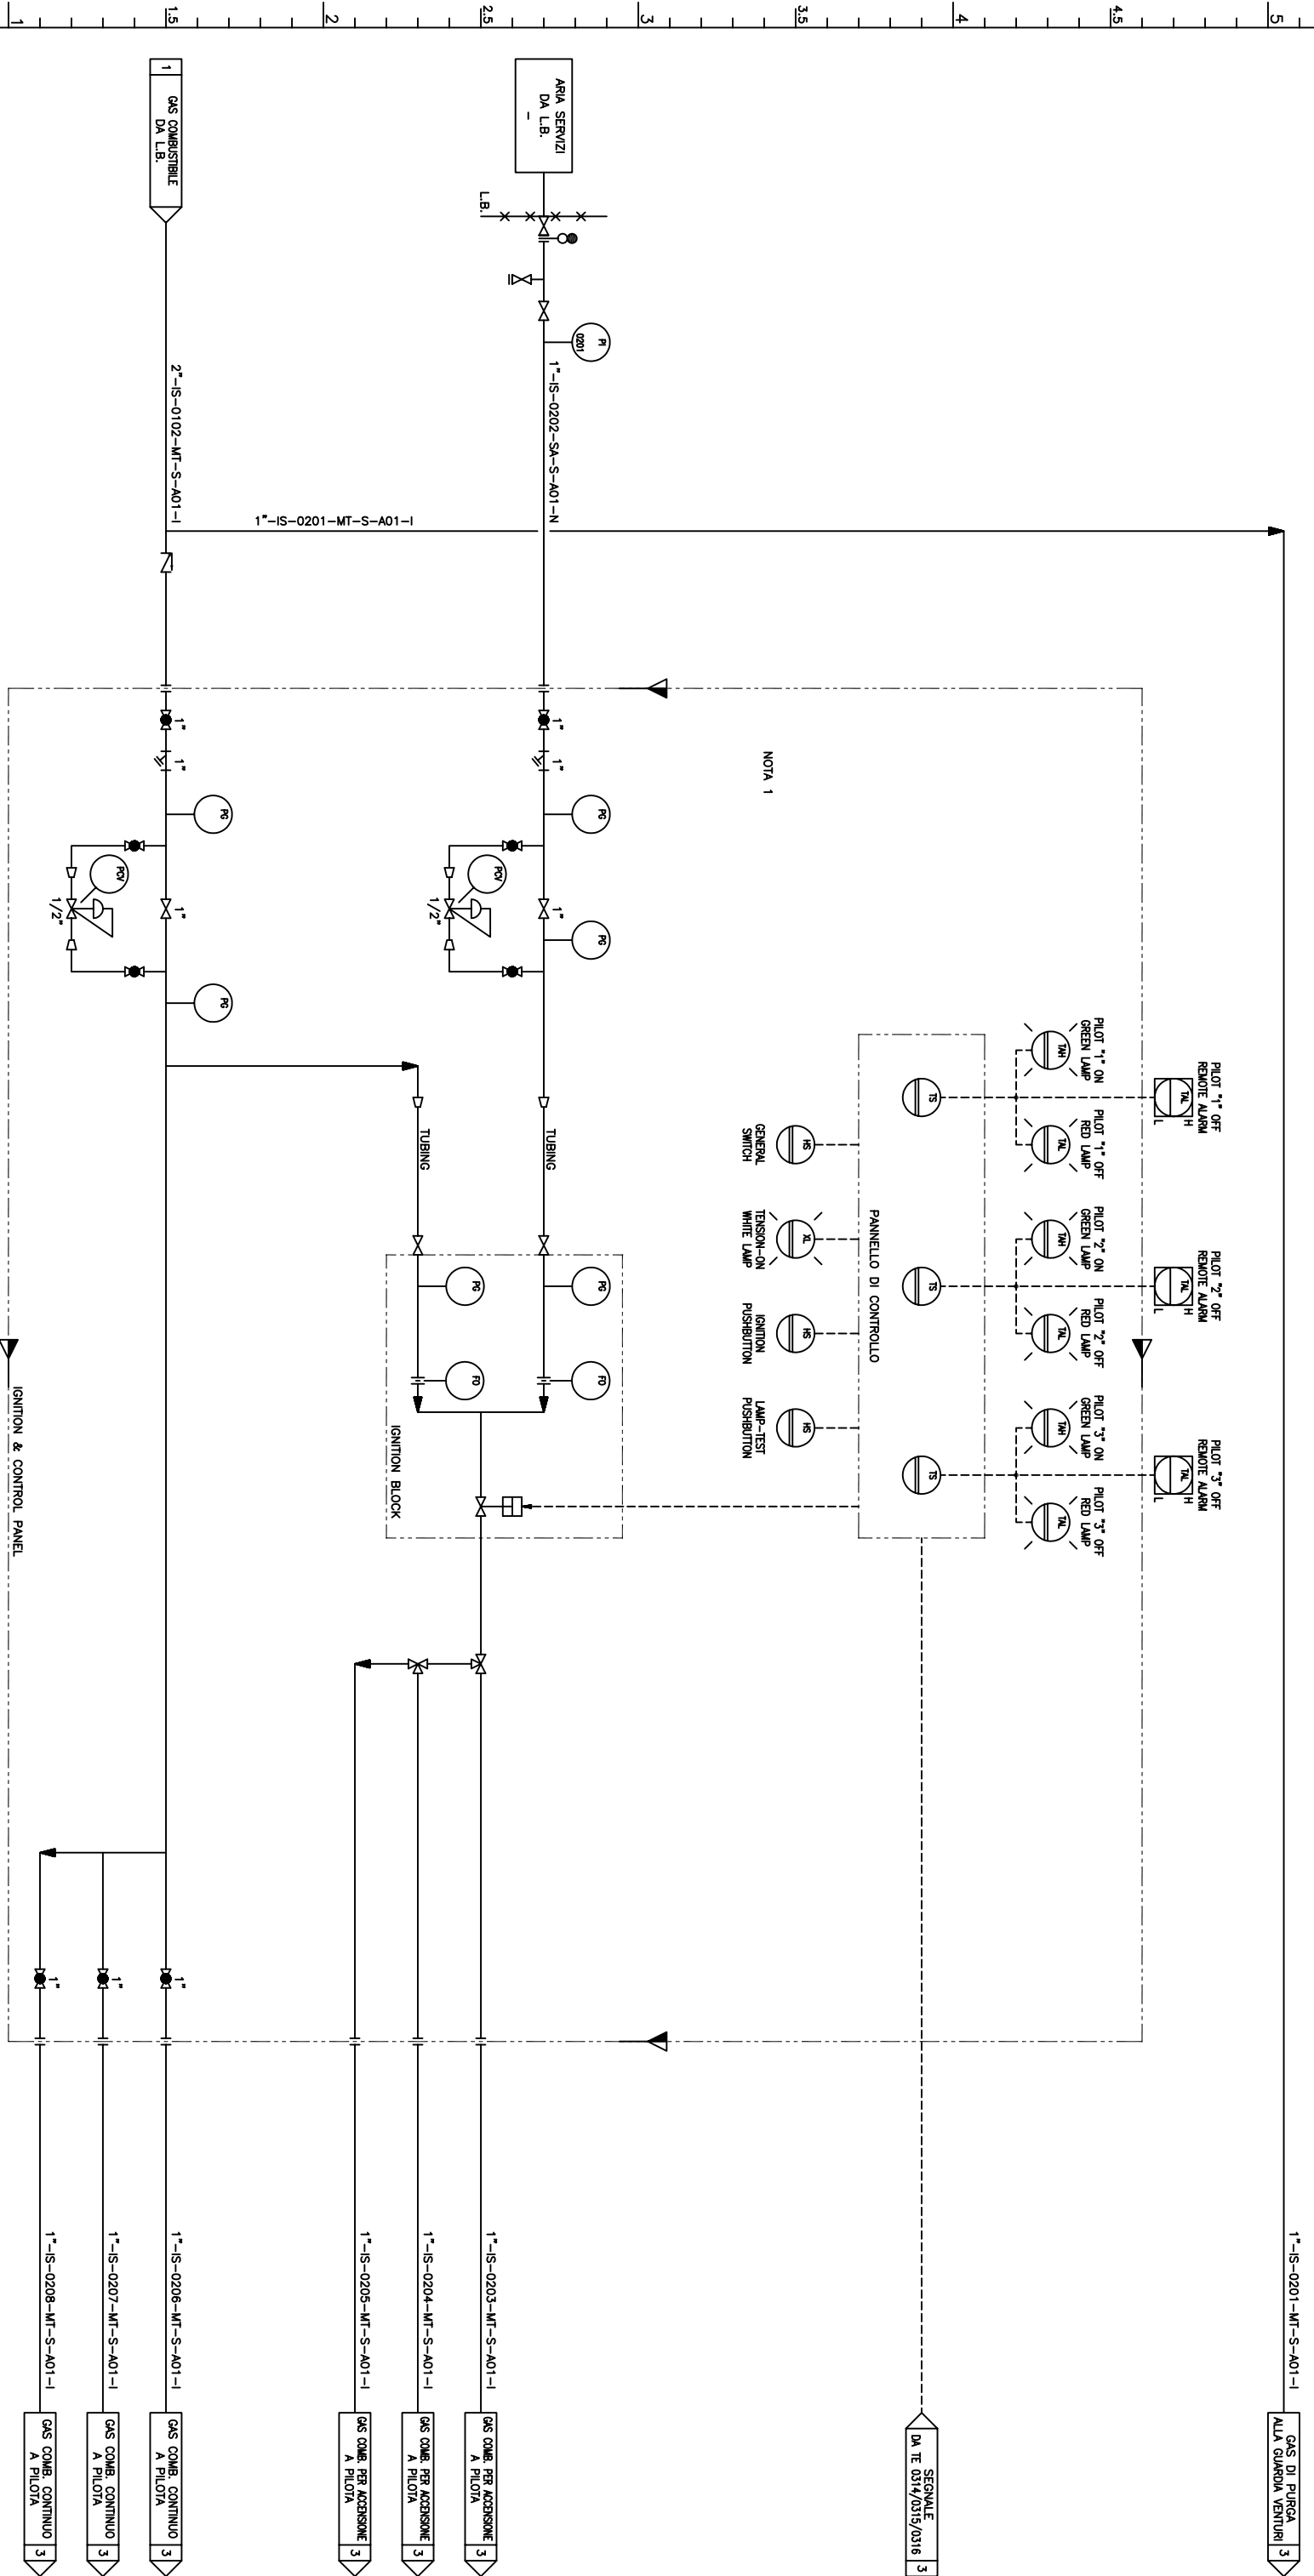 5
4.5
4
3.5
3
2.5
2
1.5
1
1"-IS-0201-MT-S-A01-I
GAS DI PURGA
ALLA GUARDIA VENTURI
3
PILOT "1" OFF
REMOTE ALARM
TAL
H
L
PILOT "2" OFF
REMOTE ALARM
TAL
H
L
PILOT "3" OFF
REMOTE ALARM
TAL
H
L
PILOT "1" ON
GREEN LAMP
TAH
PILOT "1" OFF
RED LAMP
TAL
PILOT "2" ON
GREEN LAMP
TAH
PILOT "2" OFF
RED LAMP
TAL
PILOT "3" ON
GREEN LAMP
TAH
PILOT "3" OFF
RED LAMP
TAL
TS
TS
TS
SEGNALE
DA TE 0314/0315/0316
3
PANNELLO DI CONTROLLO
HS
GENERAL
SWITCH
XL
TENSION-ON
WHITE LAMP
HS
IGNITION
PUSHBUTTON
HS
LAMP-TEST
PUSHBUTTON
NOTA 1
ARIA SERVIZI
DA L.B.
-
L.B.
PI
0201
1"-IS-0202-SA-S-A01-N
1"
1"
PG
PCV
1"
1/2"
PG
TUBING
PG
FO
TUBING
PG
FO
IGNITION BLOCK
1"-IS-0203-MT-S-A01-I
GAS COMB. PER ACCENSIONE
A PILOTA
3
1"-IS-0204-MT-S-A01-I
GAS COMB. PER ACCENSIONE
A PILOTA
3
1"-IS-0205-MT-S-A01-I
GAS COMB. PER ACCENSIONE
A PILOTA
3
1"-IS-0201-MT-S-A01-I
1
GAS COMBUSTIBILE
DA L.B.
2"-IS-0102-MT-S-A01-I
1"
1"
PG
PCV
1"
1/2"
PG
1"
1"-IS-0206-MT-S-A01-I
GAS COMB. CONTINUO
A PILOTA
3
1"
1"-IS-0207-MT-S-A01-I
GAS COMB. CONTINUO
A PILOTA
3
1"
1"-IS-0208-MT-S-A01-I
GAS COMB. CONTINUO
A PILOTA
3
IGNITION & CONTROL PANEL